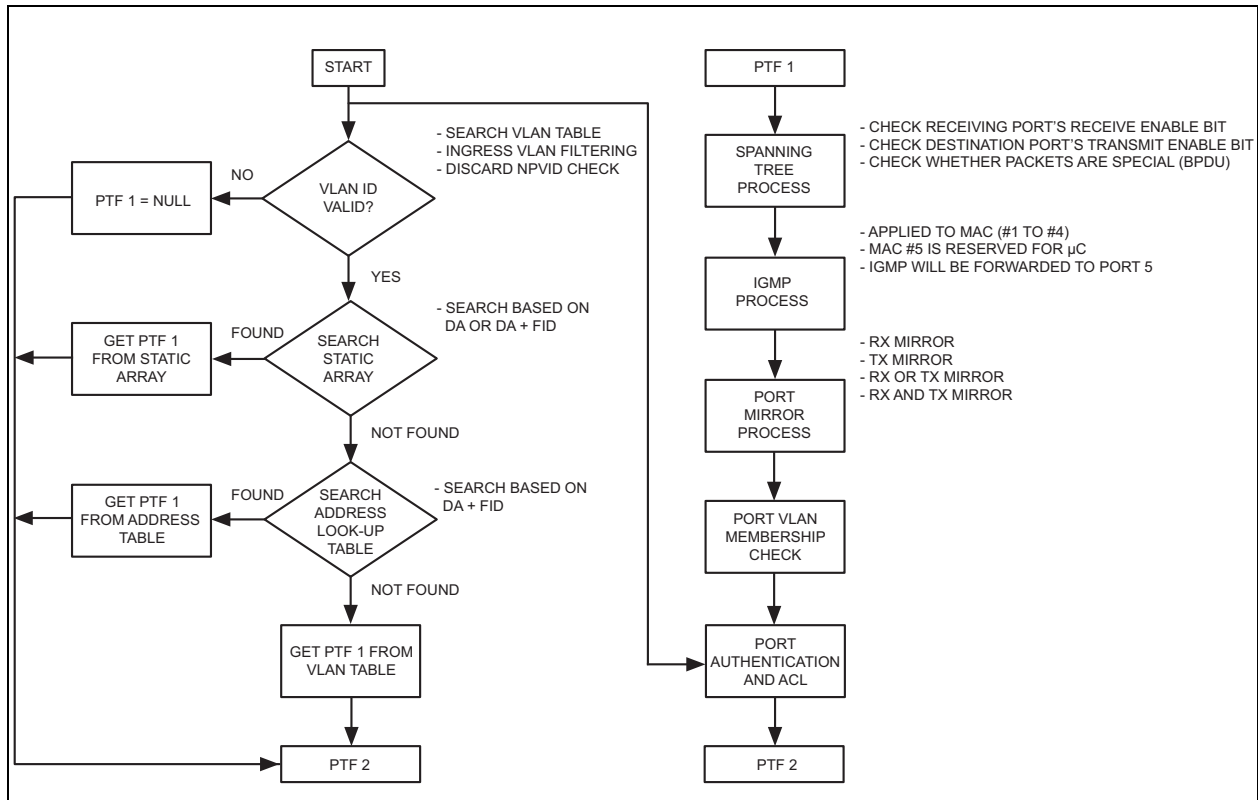 START
- SEARCH VLAN TABLE
- INGRESS VLAN FILTERING
- DISCARD NPVID CHECK
VLAN ID
VALID?
NO
PTF 1 = NULL
YES
- SEARCH BASED ON
DA OR DA + FID
SEARCH
STATIC
ARRAY
FOUND
GET PTF 1
FROM STATIC
ARRAY
NOT FOUND
SEARCH
ADDRESS
LOOK-UP
TABLE
- SEARCH BASED ON
DA + FID
FOUND
GET PTF 1
FROM ADDRESS
TABLE
NOT FOUND
GET PTF 1 FROM
VLAN TABLE
PTF 2
PTF 1
SPANNING
TREE
PROCESS
- CHECK RECEIVING PORT'S RECEIVE ENABLE BIT
- CHECK DESTINATION PORT'S TRANSMIT ENABLE BIT
- CHECK WHETHER PACKETS ARE SPECIAL (BPDU)
IGMP
PROCESS
- APPLIED TO MAC (#1 TO #4)
- MAC #5 IS RESERVED FOR µC
- IGMP WILL BE FORWARDED TO PORT 5
PORT
MIRROR
PROCESS
- RX MIRROR
- TX MIRROR
- RX OR TX MIRROR
- RX AND TX MIRROR
PORT VLAN
MEMBERSHIP
CHECK
PORT
AUTHENTICATION
AND ACL
PTF 2